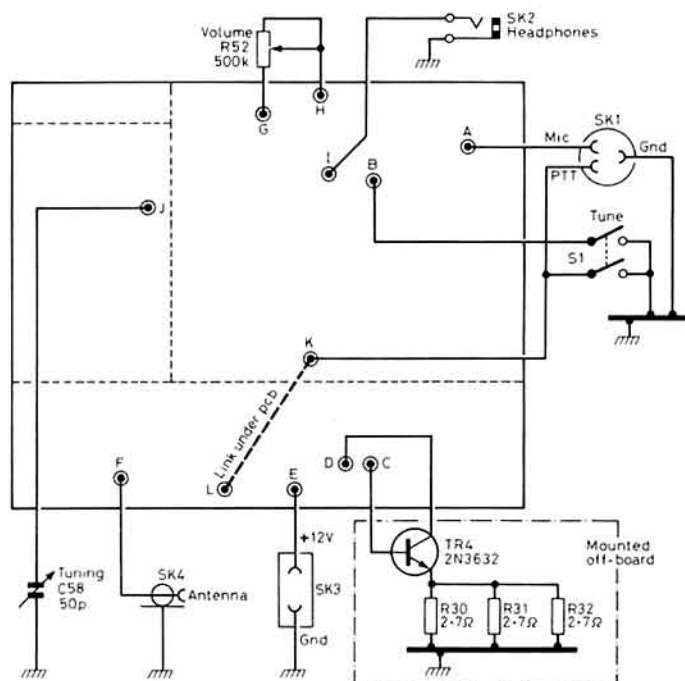 Volume
R52
500k
SK2
Headphones
H
G
A
SK1
Mic
Gnd
PTT
I
B
J
Tune
S1
K
Link under pcb
F
L
E
D
C
+12V
TR4
2N3632
Mounted
off-board
Tuning
C58
50p
SK4
Antenna
SK3
Gnd
R30
2·7Ω
R31
2·7Ω
R32
2·7Ω